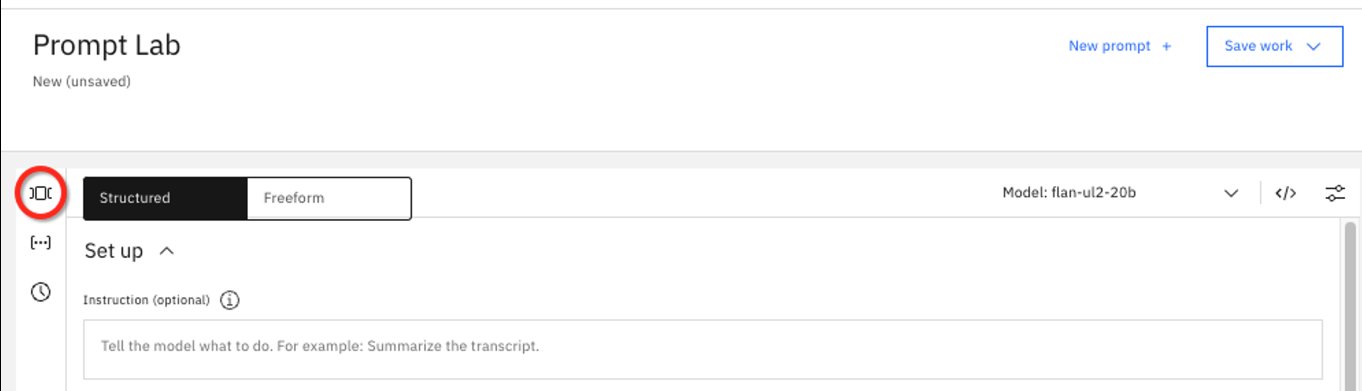 Prompt Lab
New prompt +
Save work
New (unsaved)
Structured
Freeform
Model: flan-ul2-20b
</>
Set up
Instruction (optional)
Tell the model what to do. For example: Summarize the transcript.